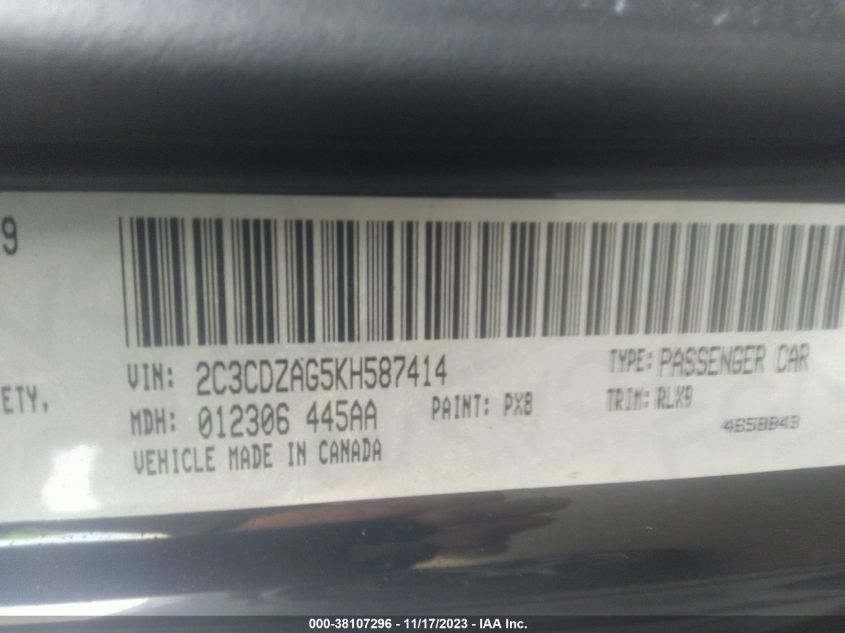 9
VIN: 2C3CDZAG5KH587414
TYPE: PASSENGER CAR
ETY,
MDH: 012306 445AA
PAINT: PX8
TRIM: RLX9
VEHICLE MADE IN CANADA
4658843
000-38107296 - 11/17/2023 - IAA Inc.